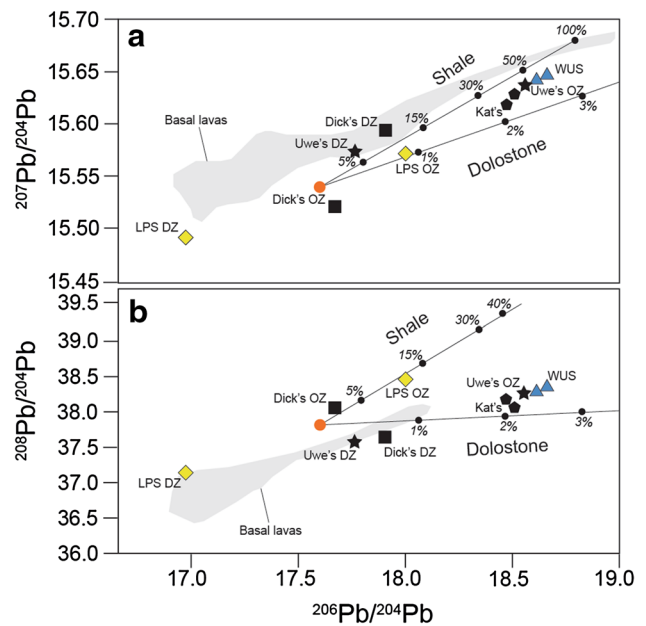 a
15.70
15.65
15.60
15.55
15.50
15.45
207Pb/204Pb
Shale
100%
50%
30%
15%
5%
WUS
Uwe's OZ
Kat's
3%
2%
1%
Dolostone
Basal lavas
Dick's DZ
Uwe's DZ
LPS OZ
Dick's OZ
LPS DZ
b
39.5
39.0
38.5
38.0
37.5
37.0
36.5
36.0
208Pb/204Pb
Shale
40%
30%
15%
5%
LPS OZ
Dick's OZ
Uwe's OZ
WUS
Kat's
1%
2%
3%
Dolostone
Uwe's DZ
Dick's DZ
LPS DZ
Basal lavas
17.0 17.5 18.0 18.5 19.0
206Pb/204Pb